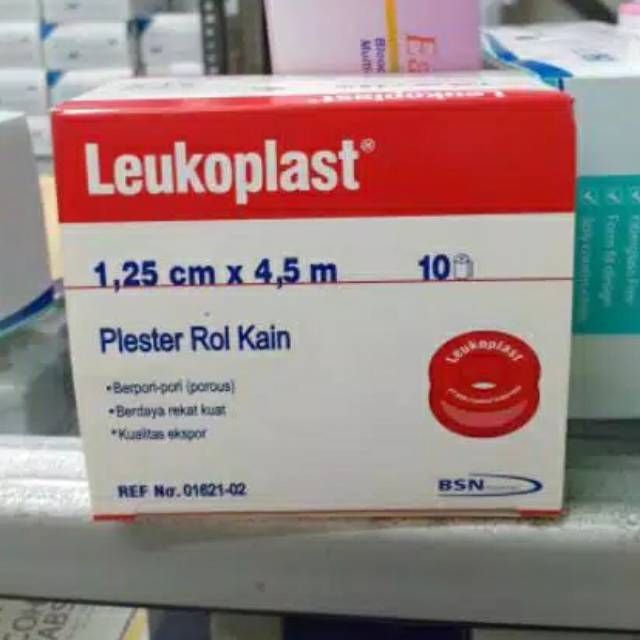 Leukoplast®
1,25 cm x 4,5 m 10
Plester Rol Kain
•Berpori-pori (porous)
•Berdaya rekat kuat
*Kualitas ekspor
REF No. 01621-02
BSN
Leukoplast
Leukoplast